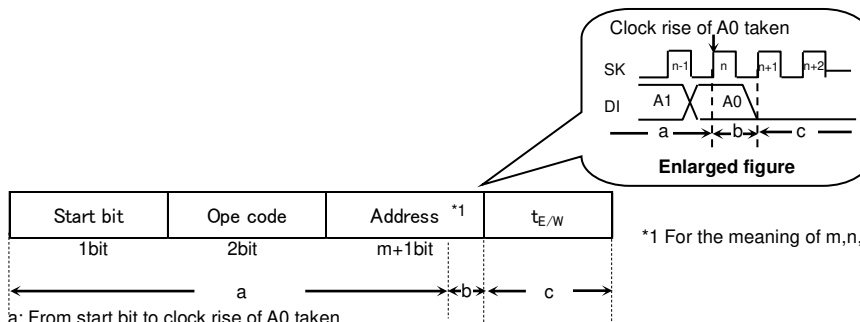 Clock rise of A0 taken
SK n-1 n n+1 n+2
DI A1 A0
a b c
Enlarged figure
Start bit Ope code Address *1 tE/W
1bit 2bit m+1bit
*1 For the meaning of m,n,
a b c
a: From start bit to clock rise of A0 taken